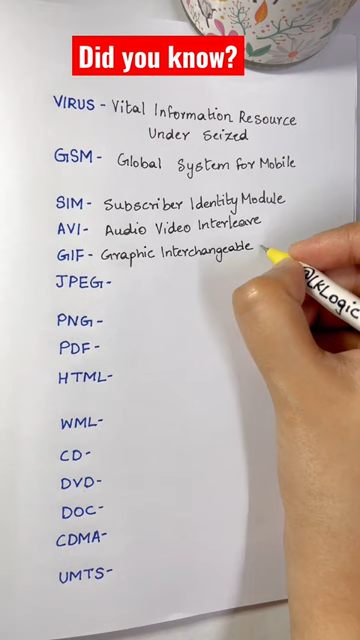 Did you know?
VIRUS - Vital Information Resource
Under Seized
GSM - Global System for Mobile
SIM - Subscriber Identity Module
AVI - Audio Video Interleave
GIF - Graphic Interchangeable
JPEG -
PNG -
PDF -
HTML -
WML -
CD -
DVD -
DOC -
CDMA -
UMTS -
@LKLogic